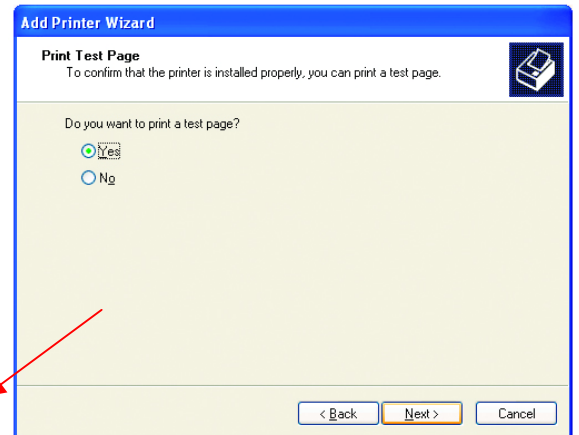 Add Printer Wizard
Print Test Page
To confirm that the printer is installed properly, you can print a test page.
Do you want to print a test page?
Yes
No
< Back
Next >
Cancel